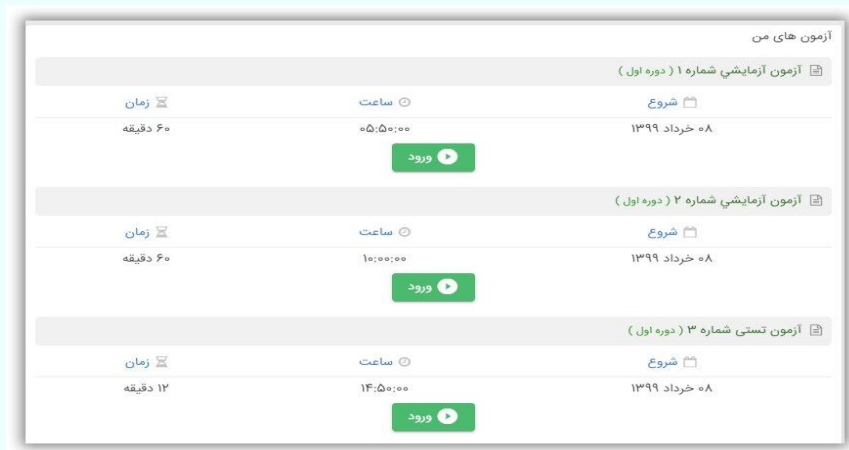 آزمون های من
آزمون آزمایشي شماره ۱ ( دوره اول )
شروع ساعت زمان
۰۸ خرداد ۱۳۹۹ ۰۵:۵۰:۰۰ ۶۰ دقیقه
ورود
آزمون آزمایشي شماره ۲ ( دوره اول )
شروع ساعت زمان
۰۸ خرداد ۱۳۹۹ ۱۰:۰۰:۰۰ ۶۰ دقیقه
ورود
آزمون تستی شماره ۳ ( دوره اول )
شروع ساعت زمان
۰۸ خرداد ۱۳۹۹ ۱۴:۵۰:۰۰ ۱۲ دقیقه
ورود